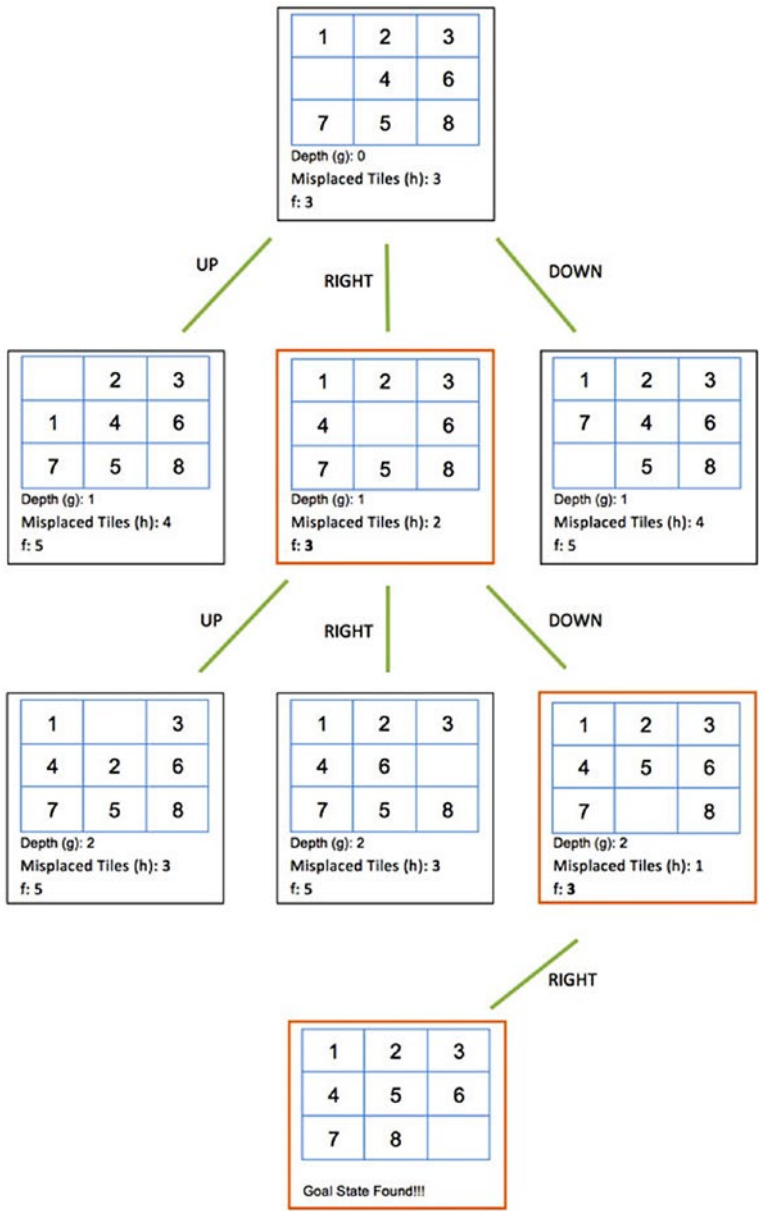 1 2 3
4 6
7 5 8
Depth (g): 0
Misplaced Tiles (h): 3
f: 3
UP
RIGHT
DOWN
2 3
1 4 6
7 5 8
Depth (g): 1
Misplaced Tiles (h): 4
f: 5
1 2 3
4 6
7 5 8
Depth (g): 1
Misplaced Tiles (h): 2
f: 3
1 2 3
7 4 6
5 8
Depth (g): 1
Misplaced Tiles (h): 4
f: 5
UP
RIGHT
DOWN
1 3
4 2 6
7 5 8
Depth (g): 2
Misplaced Tiles (h): 3
f: 5
1 2 3
4 6
7 5 8
Depth (g): 2
Misplaced Tiles (h): 3
f: 5
1 2 3
4 5 6
7 8
Depth (g): 2
Misplaced Tiles (h): 1
f: 3
RIGHT
1 2 3
4 5 6
7 8
Goal State Found!!!